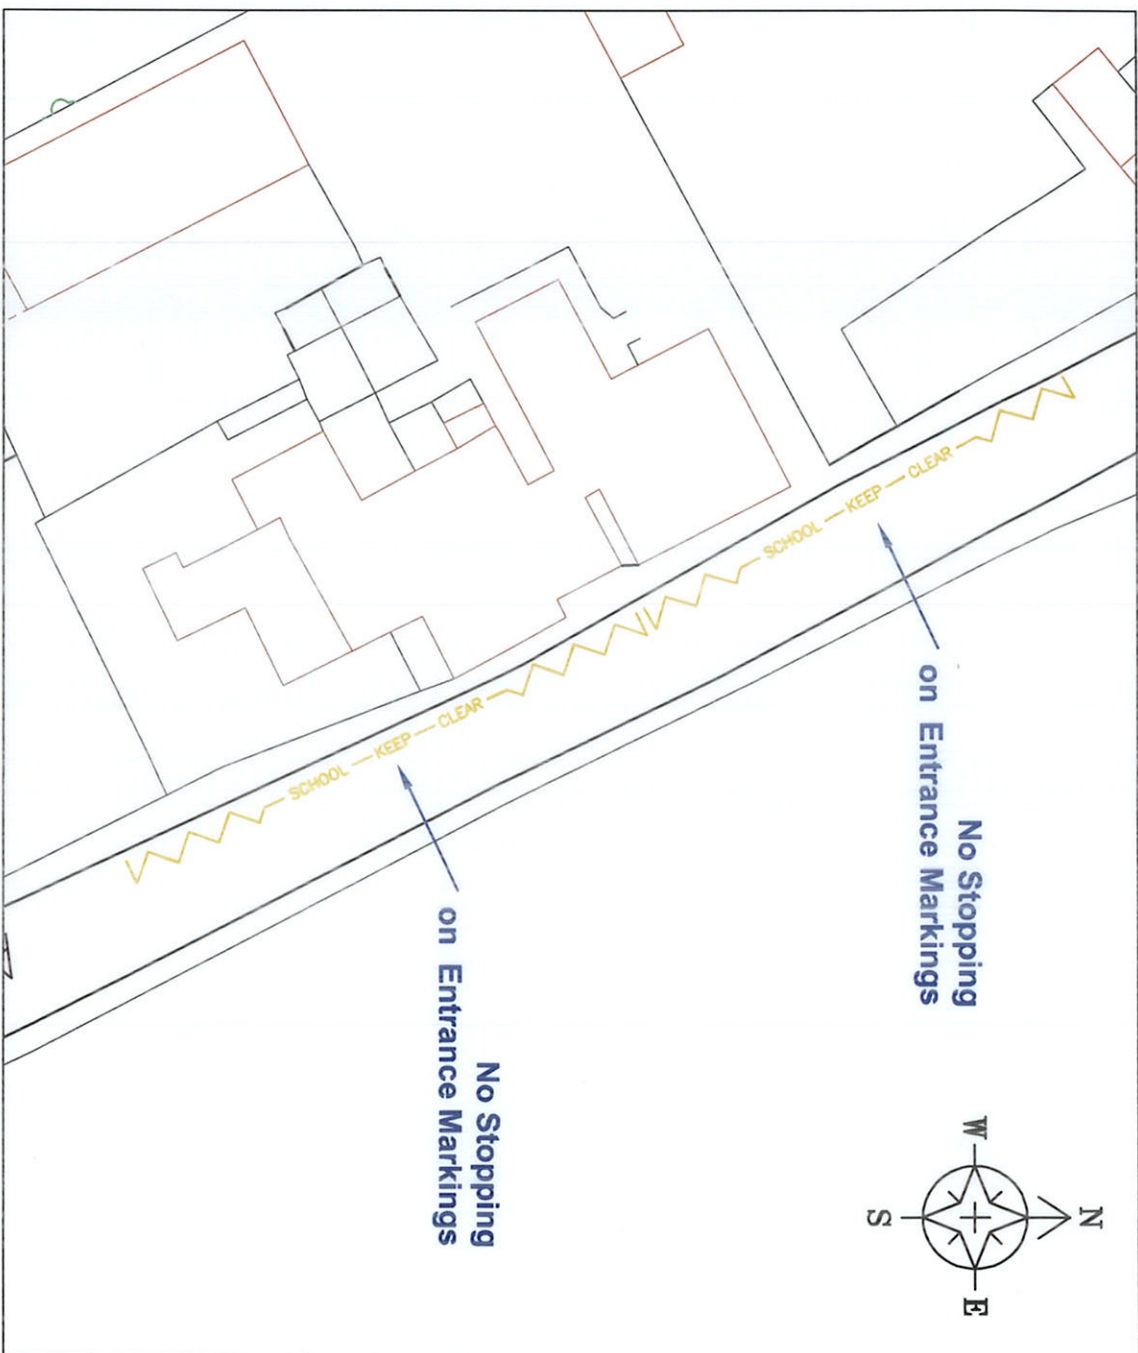 No Stopping
on Entrance Markings
SCHOOL KEEP CLEAR
No Stopping
on Entrance Markings
SCHOOL KEEP CLEAR
N
W
E
S